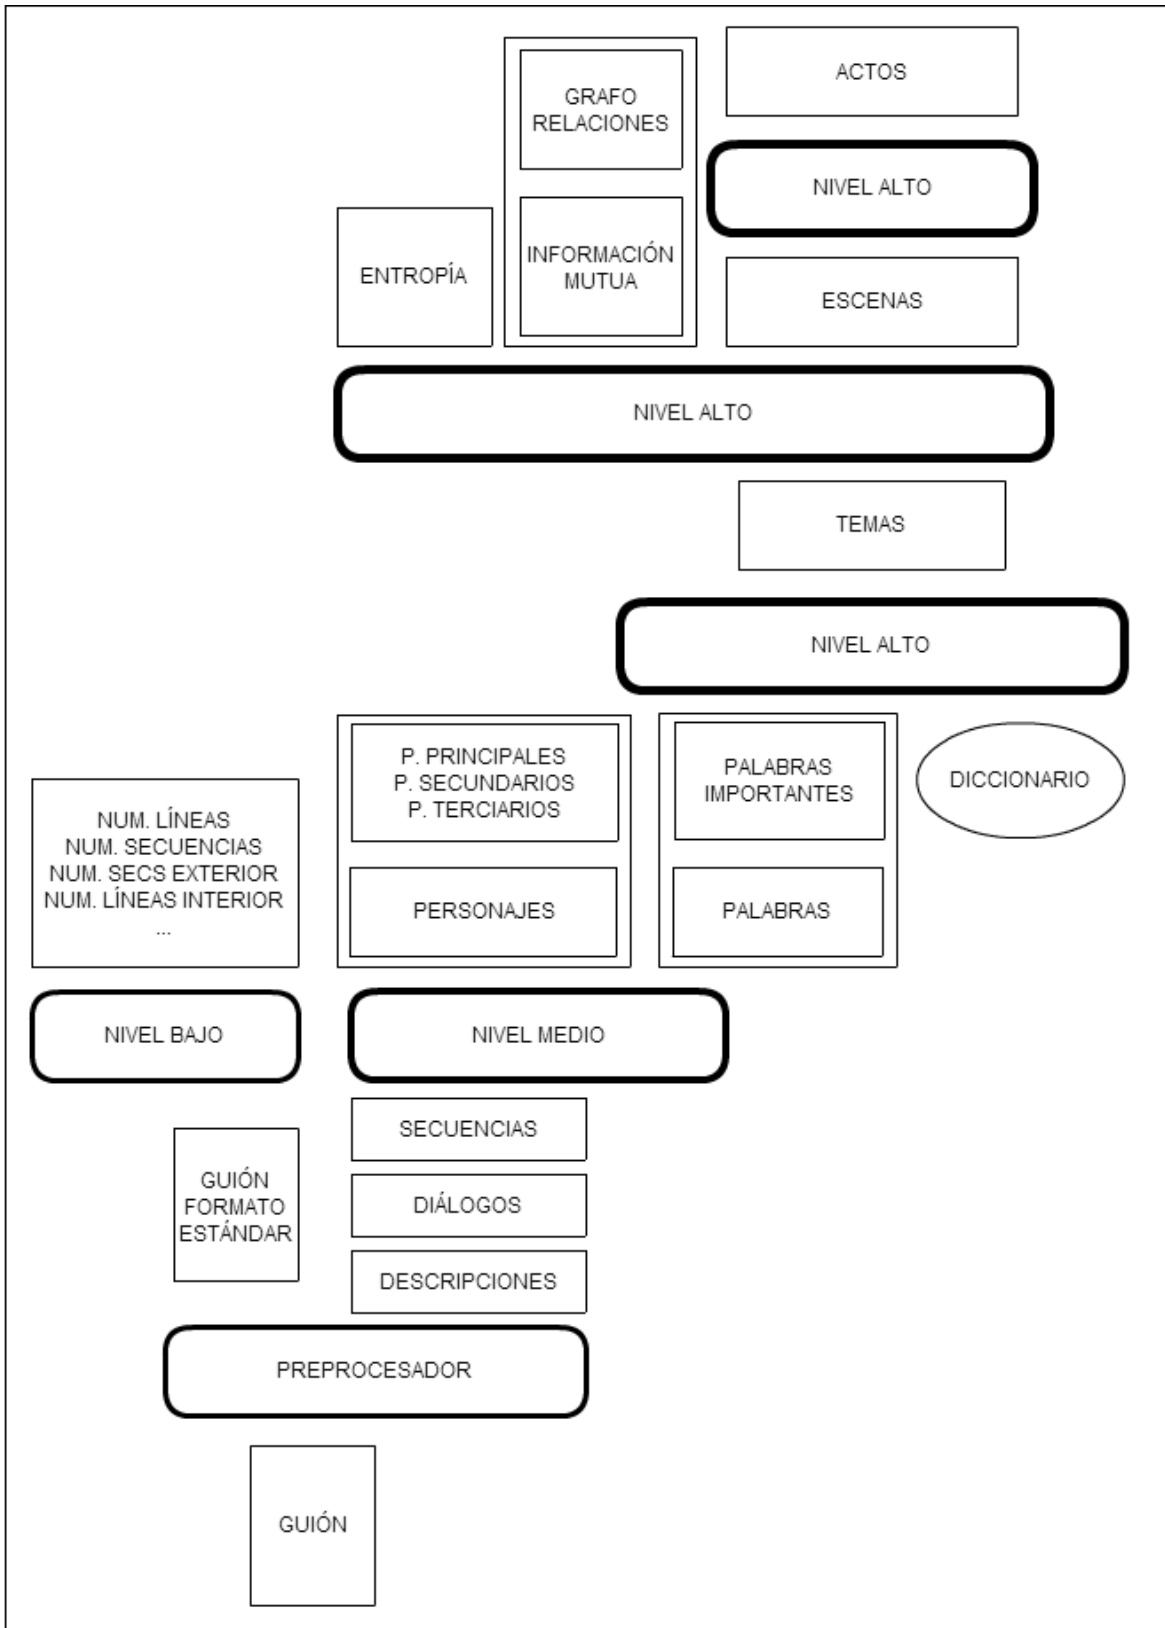 ACTOS
GRAFO
RELACIONES
NIVEL ALTO
INFORMACIÓN
MUTUA
ENTROPÍA
ESCENAS
NIVEL ALTO
TEMAS
NIVEL ALTO
P. PRINCIPALES
P. SECUNDARIOS
P. TERCIARIOS
PALABRAS
IMPORTANTES
DICCIONARIO
NUM. LÍNEAS
NUM. SECUENCIAS
NUM. SECS EXTERIOR
NUM. LÍNEAS INTERIOR
...
PERSONAJES
PALABRAS
NIVEL BAJO
NIVEL MEDIO
SECUENCIAS
GUIÓN
FORMATO
ESTÁNDAR
DIÁLOGOS
DESCRIPCIONES
PREPROCESADOR
GUIÓN